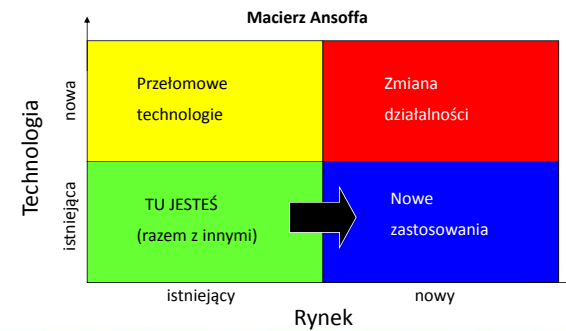 Macierz Ansoffa
Technologia
nowa
istniejąca
Przełomowe
technologie
Zmiana
działalności
TU JESTEŚ
(razem z innymi)
Nowe
zastosowania
istniejący
nowy
Rynek